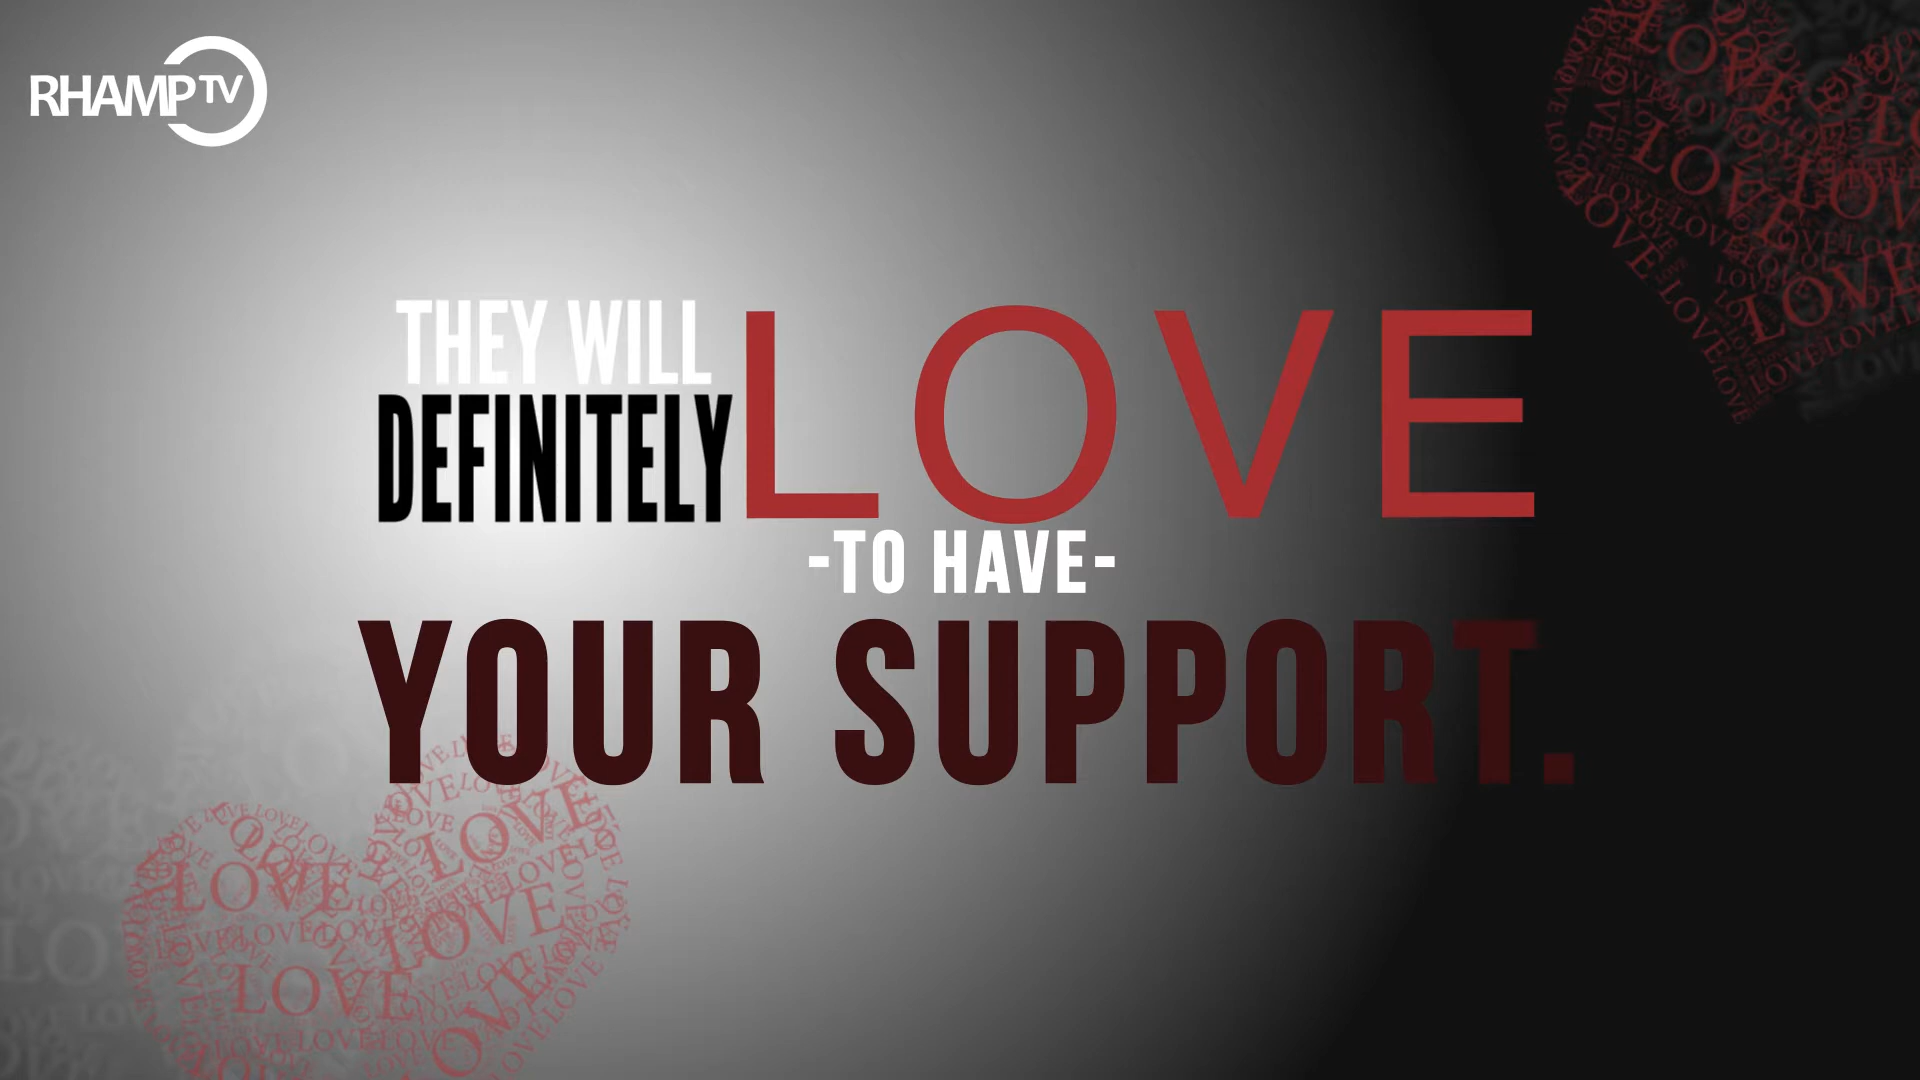 RHAMP TV
THEY WILL
DEFINITELY
LOVE
-TO HAVE-
YOUR SUPPORT.